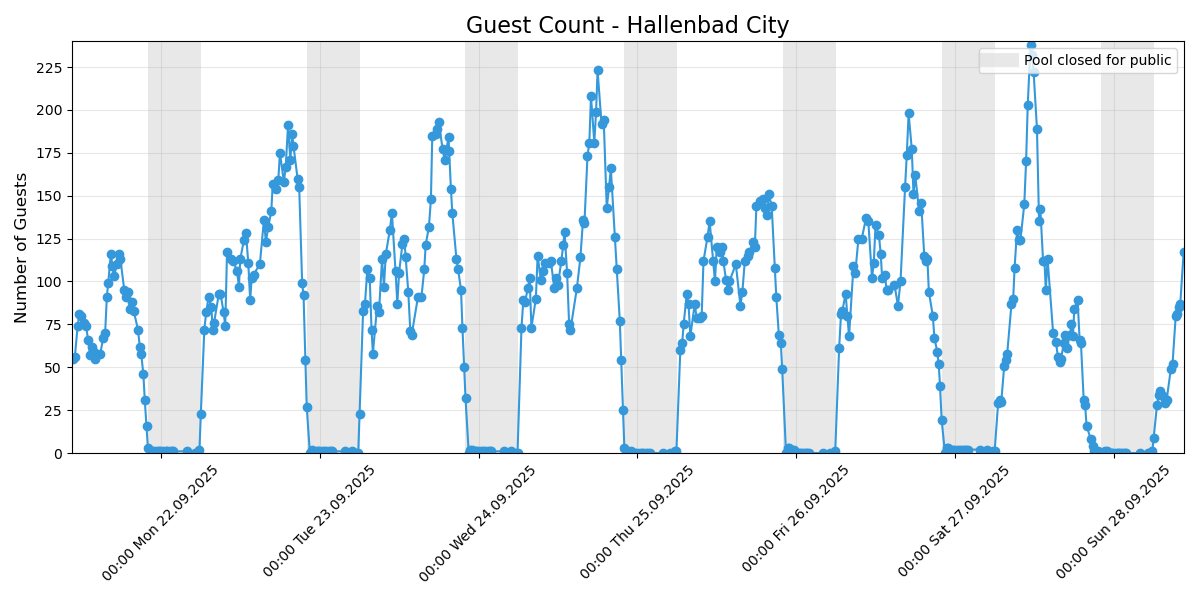 Guest Count - Hallenbad City
Pool closed for public
Number of Guests
225
200
175
150
125
100
75
50
25
0
00:00 Mon 22.09.2025
00:00 Tue 23.09.2025
00:00 Wed 24.09.2025
00:00 Thu 25.09.2025
00:00 Fri 26.09.2025
00:00 Sat 27.09.2025
00:00 Sun 28.09.2025